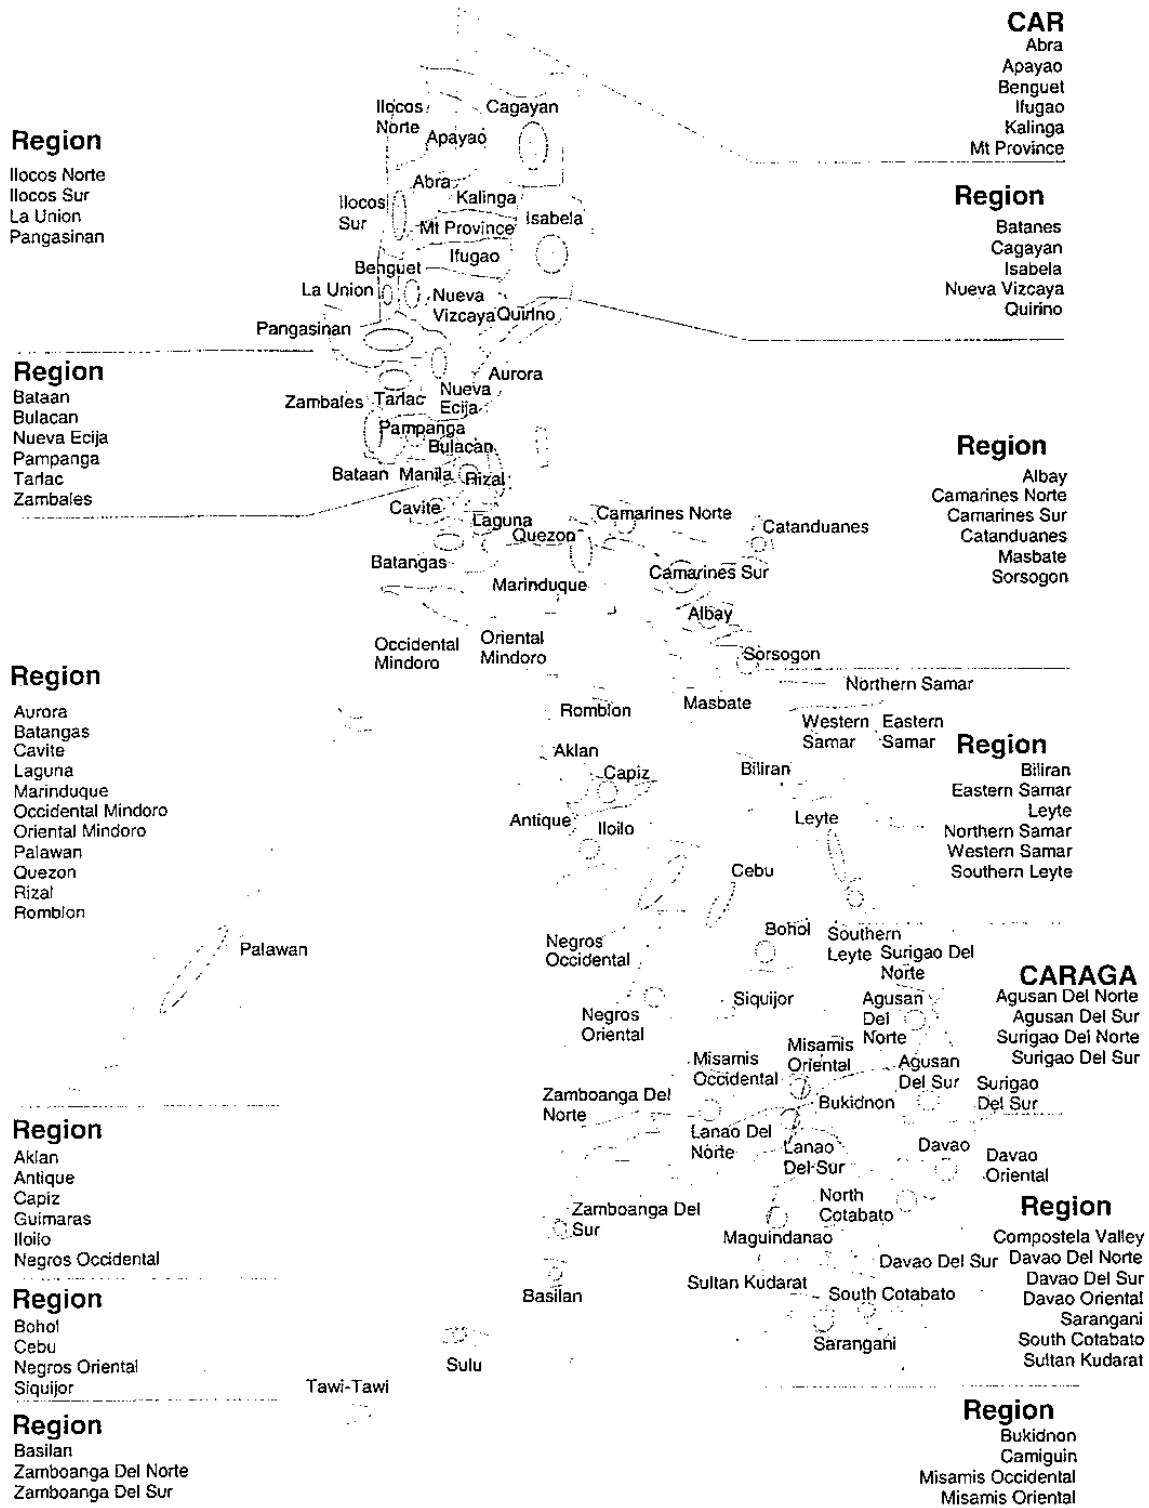 CAR
Abra
Apayao
Benguet
Ifugao
Kalinga
Mt Province
Region
Ilocos Norte
Ilocos Sur
La Union
Pangasinan
Region
Batanes
Cagayan
Isabela
Nueva Vizcaya
Quirino
Ilocos
Norte
Cagayan
Apayao
Abra
Kalinga
Ilocos
Sur
Isabela
Mt Province
Ifugao
Benguet
La Union
Nueva
Vizcaya
Quirino
Pangasinan
Region
Bataan
Bulacan
Nueva Ecija
Pampanga
Tarlac
Zambales
Aurora
Nueva
Ecija
Zambales
Tarlac
Pampanga
Bulacan
Bataan
Manila
Rizal
Region
Albay
Camarines Norte
Camarines Sur
Catanduanes
Masbate
Sorsogon
Cavite
Laguna
Quezon
Camarines Norte
Catanduanes
Batangas
Marinduque
Camarines Sur
Albay
Occidental
Mindoro
Oriental
Mindoro
Sorsogon
Region
Aurora
Batangas
Cavite
Laguna
Marinduque
Occidental Mindoro
Oriental Mindoro
Palawan
Quezon
Rizal
Romblon
Northern Samar
Romblon
Masbate
Western
Samar
Eastern
Samar
Region
Biliran
Eastern Samar
Leyte
Northern Samar
Western Samar
Southern Leyte
Aklan
Capiz
Biliran
Antique
Iloilo
Leyte
Cebu
Palawan
Negros
Occidental
Bohol
Southern
Leyte
Surigao Del
Norte
CARAGA
Agusan Del Norte
Agusan Del Sur
Surigao Del Norte
Surigao Del Sur
Negros
Oriental
Siquijor
Agusan
Del
Norte
Misamis
Oriental
Misamis
Occidental
Agusan
Del Sur
Surigao
Del Sur
Zamboanga Del
Norte
Bukidnon
Region
Aklan
Antique
Capiz
Guimaras
Iloilo
Negros Occidental
Lanao Del
Norte
Lanao
Del Sur
Davao
Davao
Oriental
North
Cotabato
Zamboanga Del
Sur
Maguindanao
Region
Compostela Valley
Davao Del Norte
Davao Del Sur
Davao Oriental
Sarangani
South Cotabato
Sultan Kudarat
Davao Del Sur
Sultan Kudarat
South Cotabato
Basilan
Sarangani
Region
Bohol
Cebu
Negros Oriental
Siquijor
Sulu
Tawi-Tawi
Region
Basilan
Zamboanga Del Norte
Zamboanga Del Sur
Region
Bukidnon
Camiguin
Misamis Occidental
Misamis Oriental